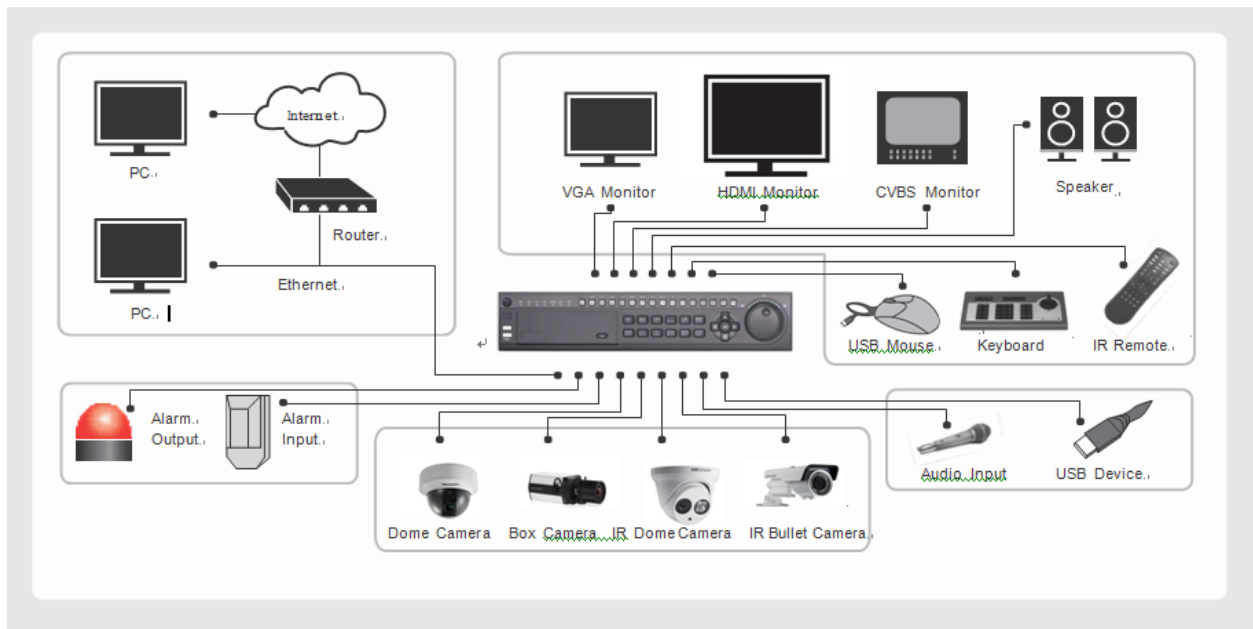 Internet.
PC.
Router.
Ethernet.
PC.
VGA Monitor
HDMI Monitor
CVBS Monitor
Speaker.
USB Mouse.
Keyboard
IR Remote.
Alarm.
Output.
Alarm.
Input.
Dome Camera
Box Camera
IR Dome Camera
IR Bullet Camera.
Audio Input
USB Device.